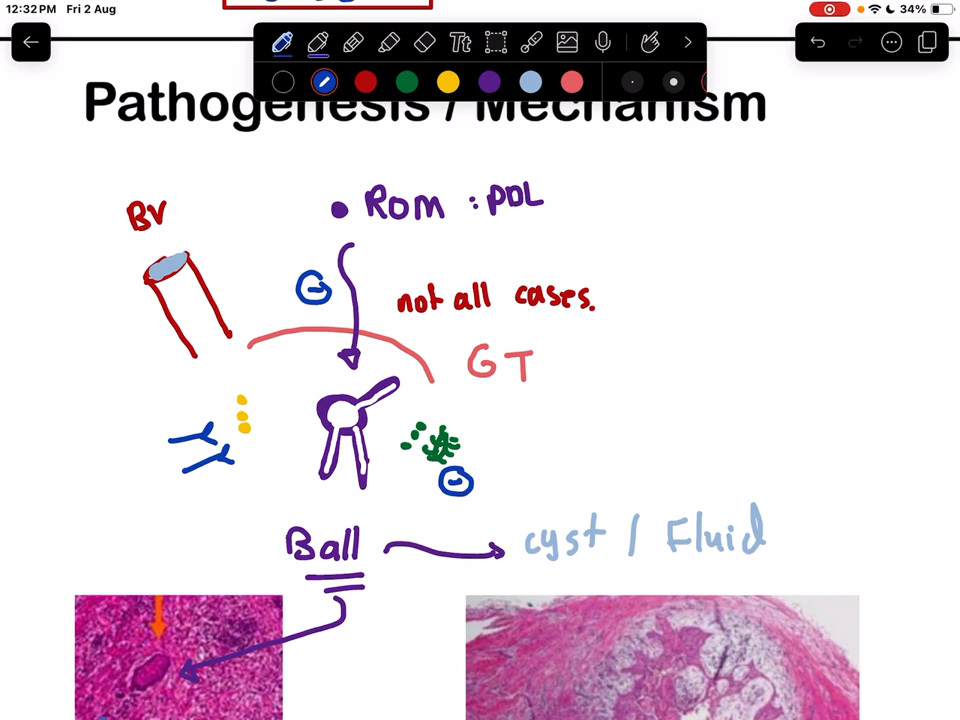 12:32 PM Fri 2 Aug
34%
Tt
Pathogenesis / Mechanism
BV
• Rom : PDL
not all cases.
GT
Ball
cyst / Fluid